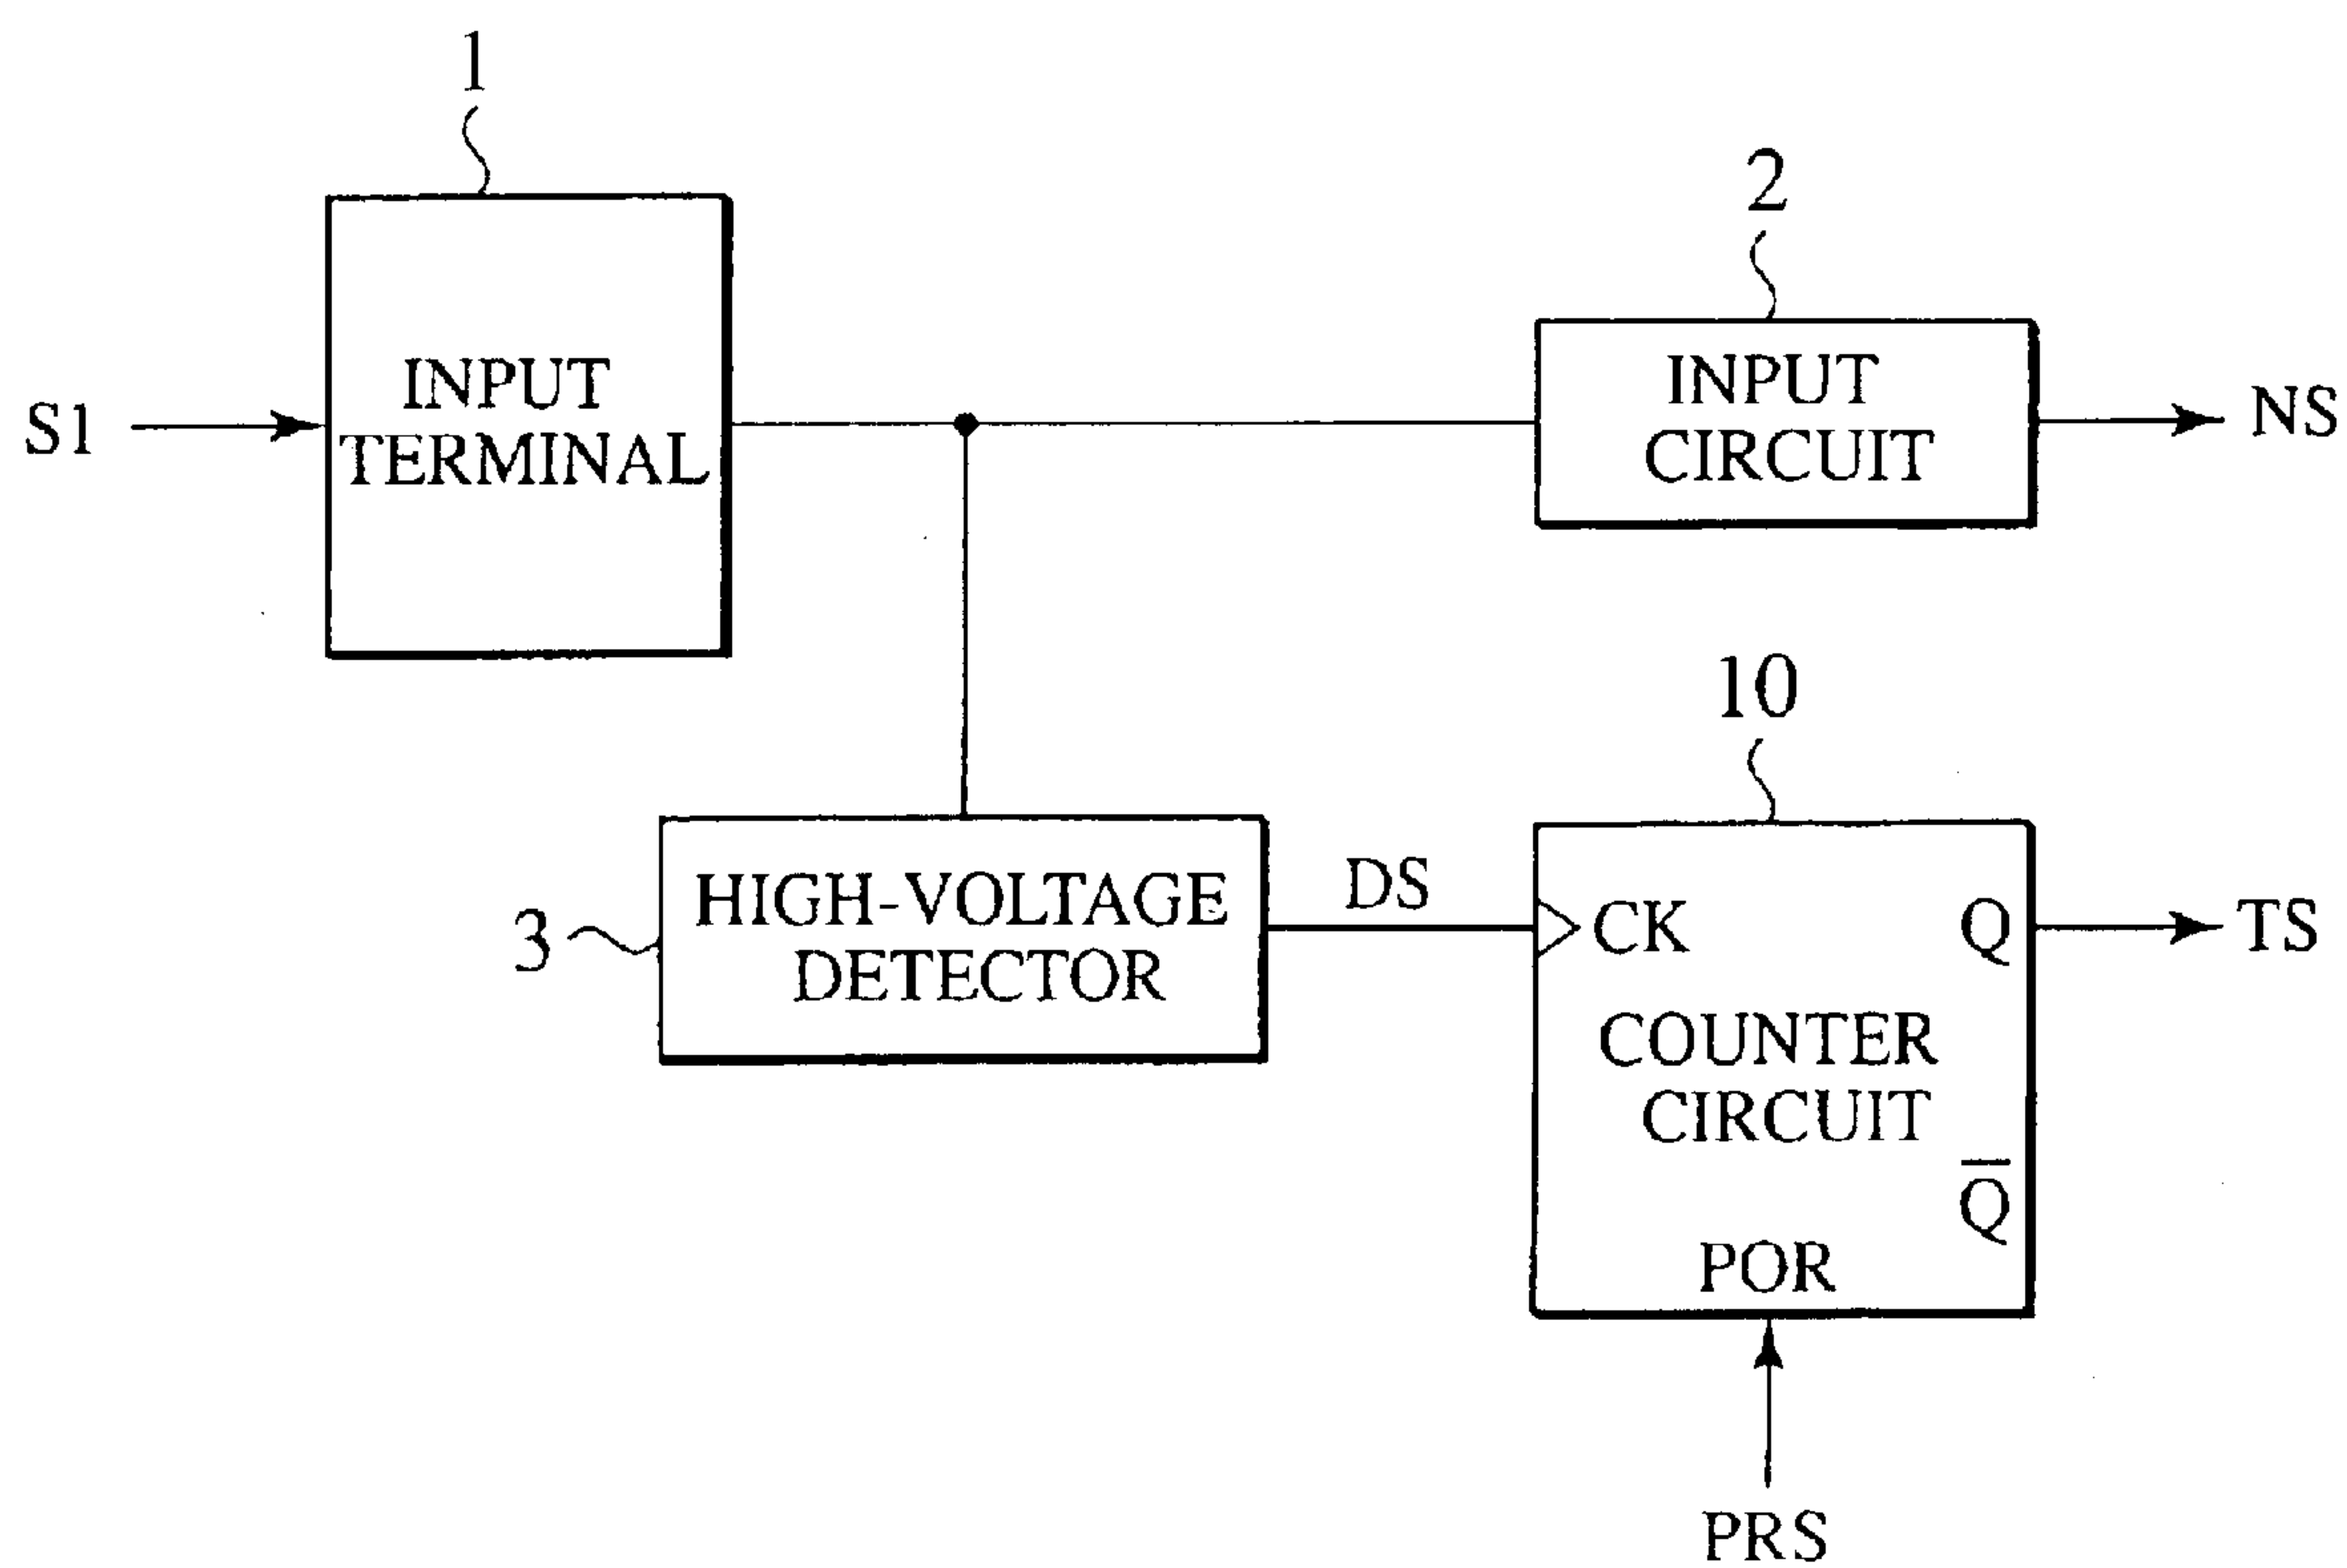 1
2
S1
INPUT
TERMINAL
INPUT
CIRCUIT
NS
10
3
HIGH-VOLTAGE
DETECTOR
DS
CK
Q
TS
COUNTER
CIRCUIT
Q̅
POR
PRS